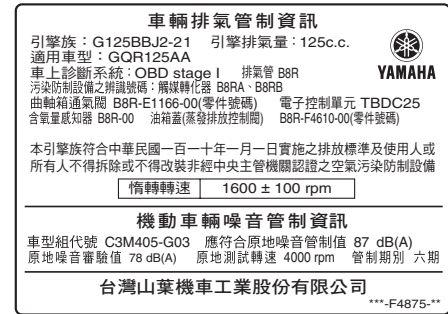 車輛排氣管制資訊
引擎族：G125BBJ2-21 引擎排氣量：125c.c.
適用車型：GQR125AA
車上診斷系統：OBD stage I 排氣管 B8R
YAMAHA
污染防制設備之辨識號碼：觸媒轉化器 B8RA、B8RB
曲軸箱通氣閥 B8R-E1166-00(零件號碼) 電子控制單元 TBDC25
含氧量感知器 B8R-00 油箱蓋(蒸發排放控制閥) B8R-F4610-00(零件號碼)
本引擎族符合中華民國一百一十年一月一日實施之排放標準及使用人或
所有人不得拆除或不得改裝非經中央主管機關認證之空氣污染防制設備
惰轉轉速 1600 ± 100 rpm
機動車輛噪音管制資訊
車型組代號 C3M405-G03 應符合原地噪音管制值 87 dB(A)
原地噪音審驗值 78 dB(A) 原地測試轉速 4000 rpm 管制期別 六期
台灣山葉機車工業股份有限公司
***-F4875-**